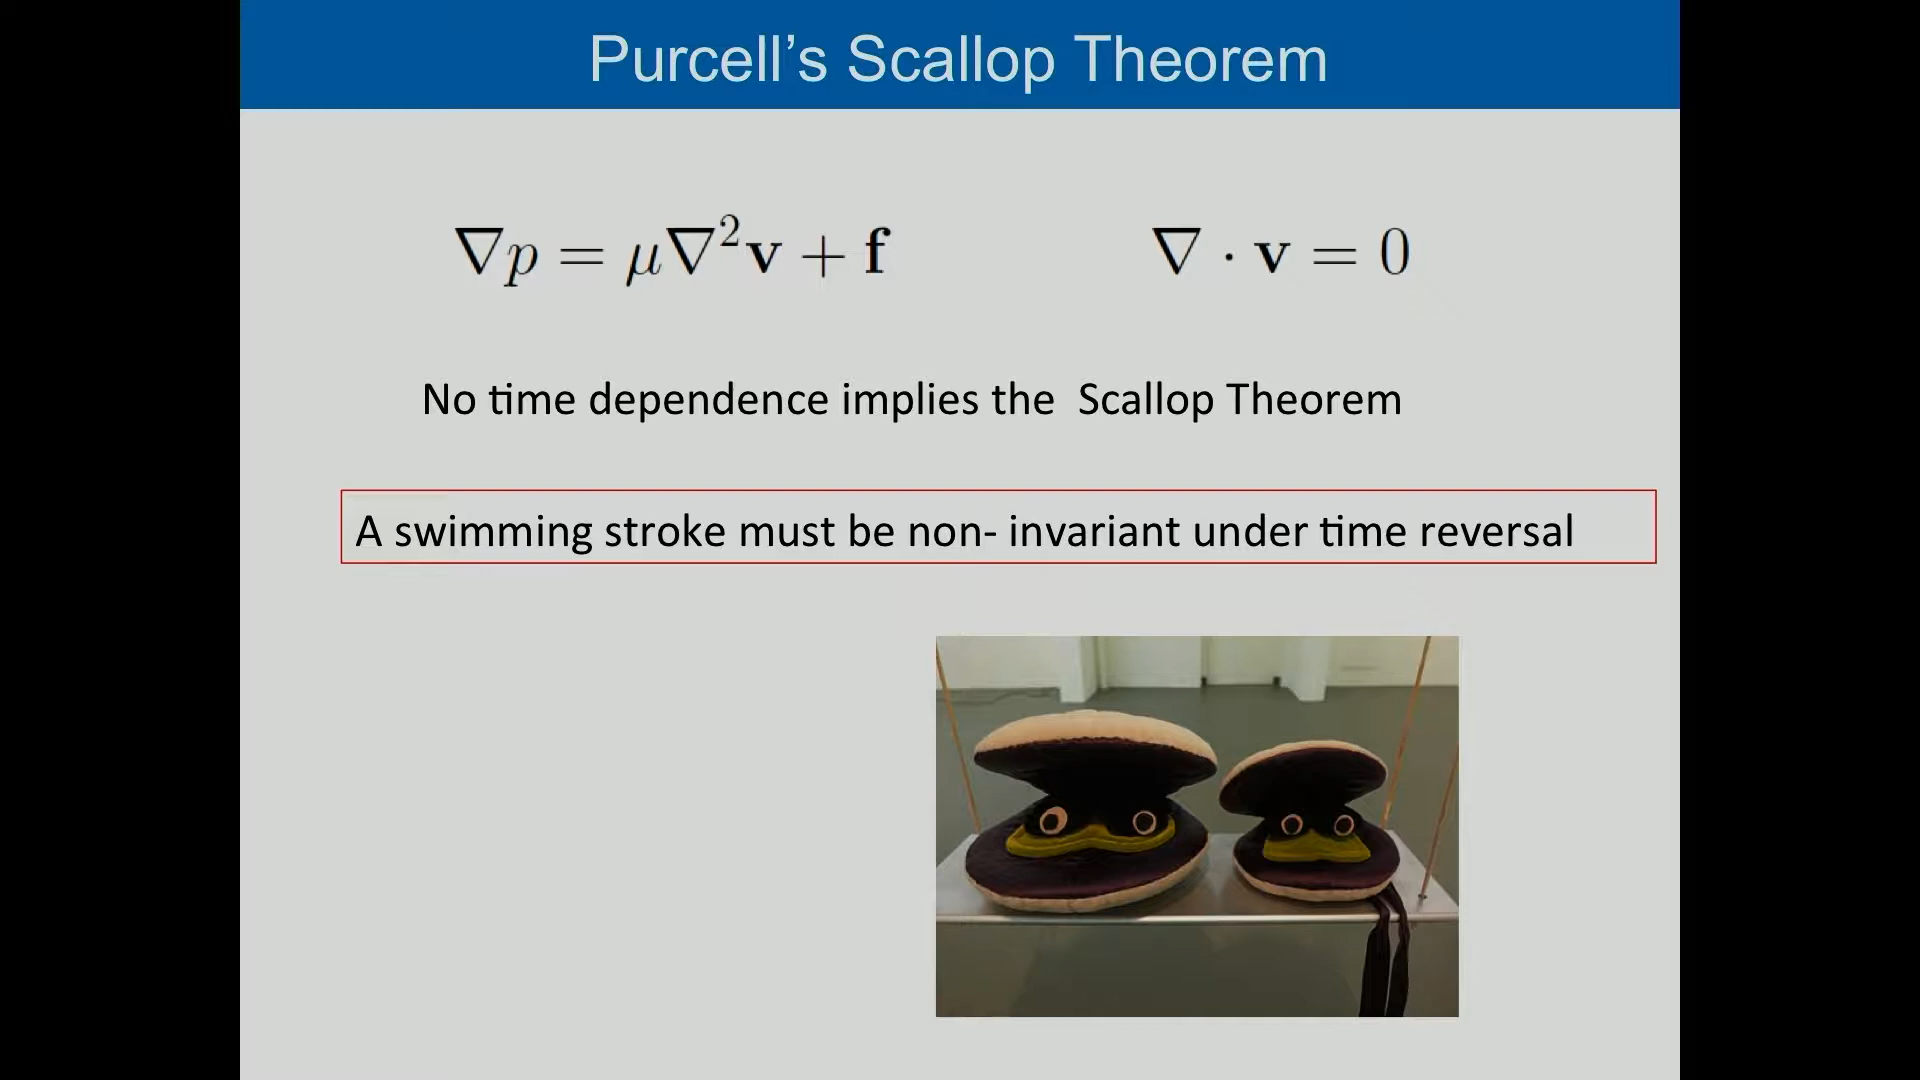 Purcell’s Scallop Theorem
∇p = μ∇²v + f
∇ · v = 0
No time dependence implies the  Scallop Theorem
A swimming stroke must be non- invariant under time reversal